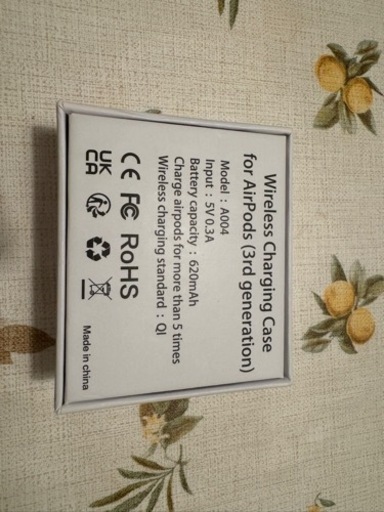 Wireless Charging Case
for AirPods (3rd generation)
Model : A004
Input : 5V 0.3A
Battery capacity : 620mAh
Charge airpods for more than 5 times
Wireless charging standard : QI
CE FC RoHS
UK
CA
Made in china